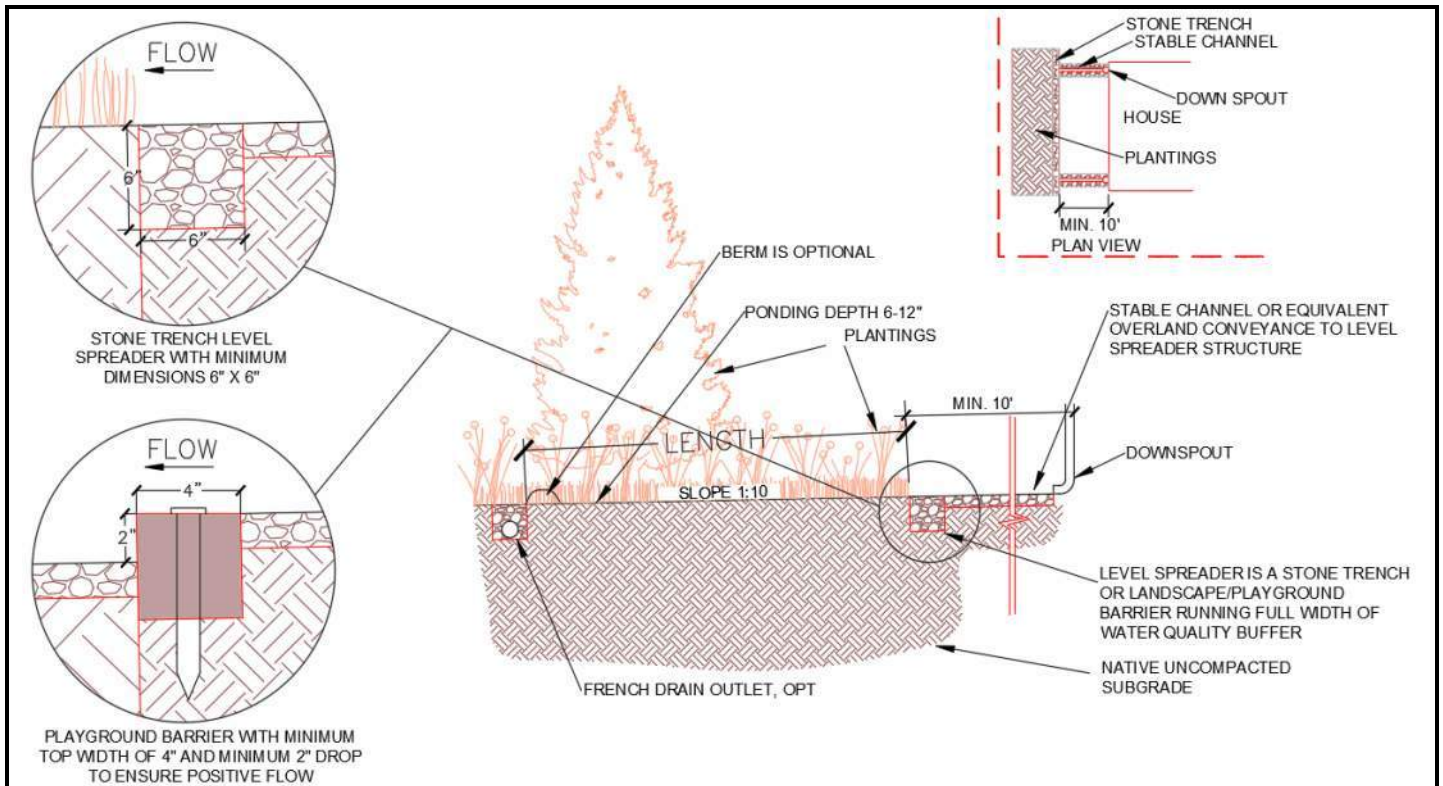 FLOW
6"
6"
STONE TRENCH LEVEL
SPREADER WITH MINIMUM
DIMENSIONS 6" X 6"
FLOW
4"
2"
PLAYGROUND BARRIER WITH MINIMUM
TOP WIDTH OF 4" AND MINIMUM 2" DROP
TO ENSURE POSITIVE FLOW
BERM IS OPTIONAL
PONDING DEPTH 6-12"
PLANTINGS
LENGTH
SLOPE 1:10
FRENCH DRAIN OUTLET, OPT
STONE TRENCH
STABLE CHANNEL
DOWN SPOUT
HOUSE
PLANTINGS
MIN. 10'
PLAN VIEW
STABLE CHANNEL OR EQUIVALENT
OVERLAND CONVEYANCE TO LEVEL
SPREADER STRUCTURE
MIN. 10'
DOWNSPOUT
LEVEL SPREADER IS A STONE TRENCH
OR LANDSCAPE/PLAYGROUND
BARRIER RUNNING FULL WIDTH OF
WATER QUALITY BUFFER
NATIVE UNCOMPACTED
SUBGRADE